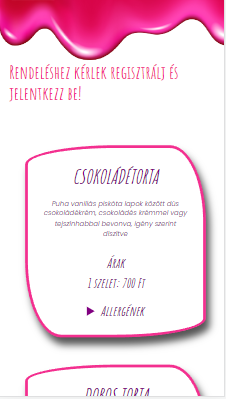 Rendeléshez kérlek regisztrálj és
jelentkezz be!
CSOKOLÁDÉTORTA
Puha vaníliás piskóta lapok között dús
csokoládékrém, csokoládés krémmel vagy
tejszínhabbal bevonva, igény szerint
díszítve
Árak
1 szelet: 700 Ft
▶ Allergének
DOBOS TORTA